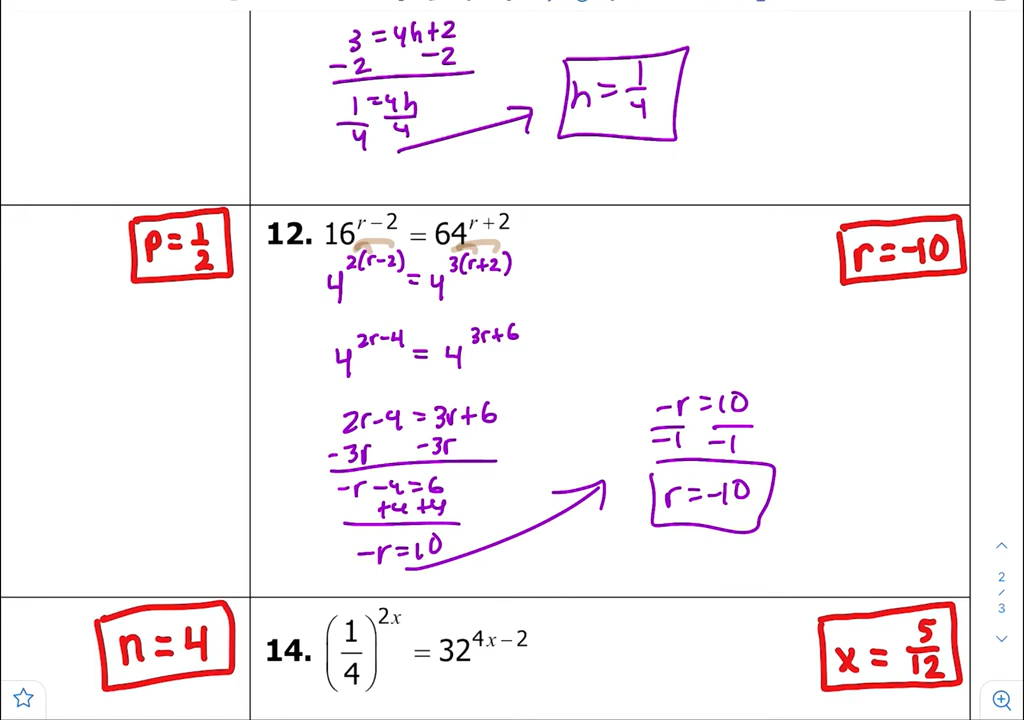 3 = 4h+2
-2 -2
1/4 = 4h/4
h = 1/4
p = 1/2
12. 16^(r-2) = 64^(r+2)
r = -10
4^(2(r-2)) = 4^(3(r+2))
4^(2r-4) = 4^(3r+6)
2r-4 = 3r+6
-3r -3r
-r-4 = 6
+4 +4
-r = 10
-r = 10
-1 -1
r = -10
n = 4
14. (1/4)^(2x) = 32^(4x-2)
x = 5/12
2
/
3